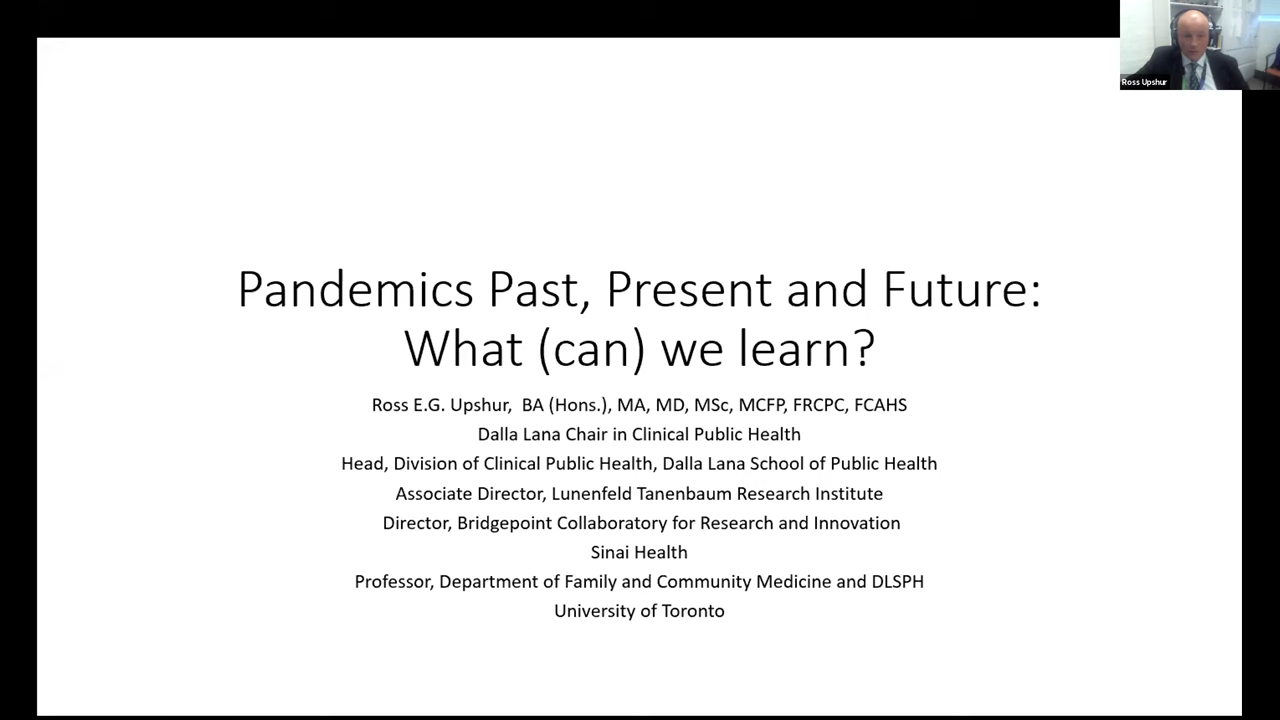 Ross Upshur
Pandemics Past, Present and Future:
What (can) we learn?
Ross E.G. Upshur, BA (Hons.), MA, MD, MSc, MCFP, FRCPC, FCAHS
Dalla Lana Chair in Clinical Public Health
Head, Division of Clinical Public Health, Dalla Lana School of Public Health
Associate Director, Lunenfeld Tanenbaum Research Institute
Director, Bridgepoint Collaboratory for Research and Innovation
Sinai Health
Professor, Department of Family and Community Medicine and DLSPH
University of Toronto